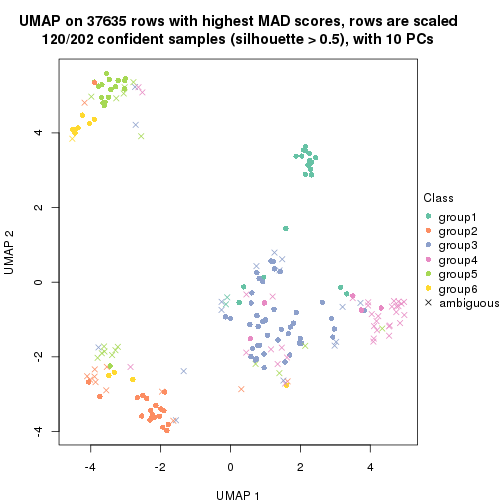 UMAP on 37635 rows with highest MAD scores, rows are scaled
120/202 confident samples (silhouette > 0.5), with 10 PCs
4
2
0
-2
-4
UMAP 2
-4
-2
0
2
4
UMAP 1
Class
group1
group2
group3
group4
group5
group6
ambiguous